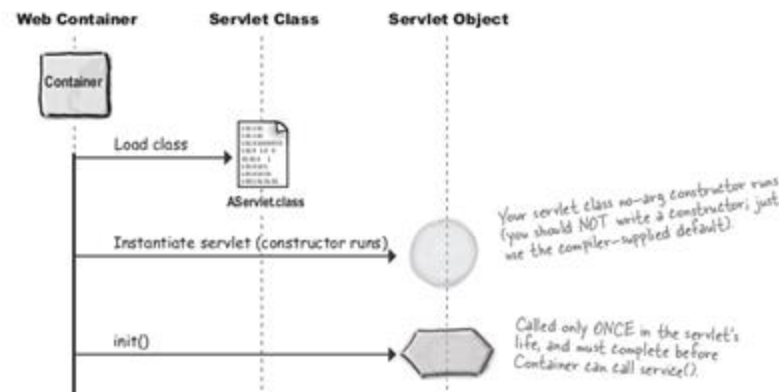 Web Container Servlet Class Servlet Object
Container
Load class
AServlet.class
Instantiate servlet (constructor runs)
Your servlet class no-arg constructor runs
(you should NOT write a constructor; just
use the compiler-supplied default).
init()
Called only ONCE in the servlet's
life, and must complete before
Container can call service().